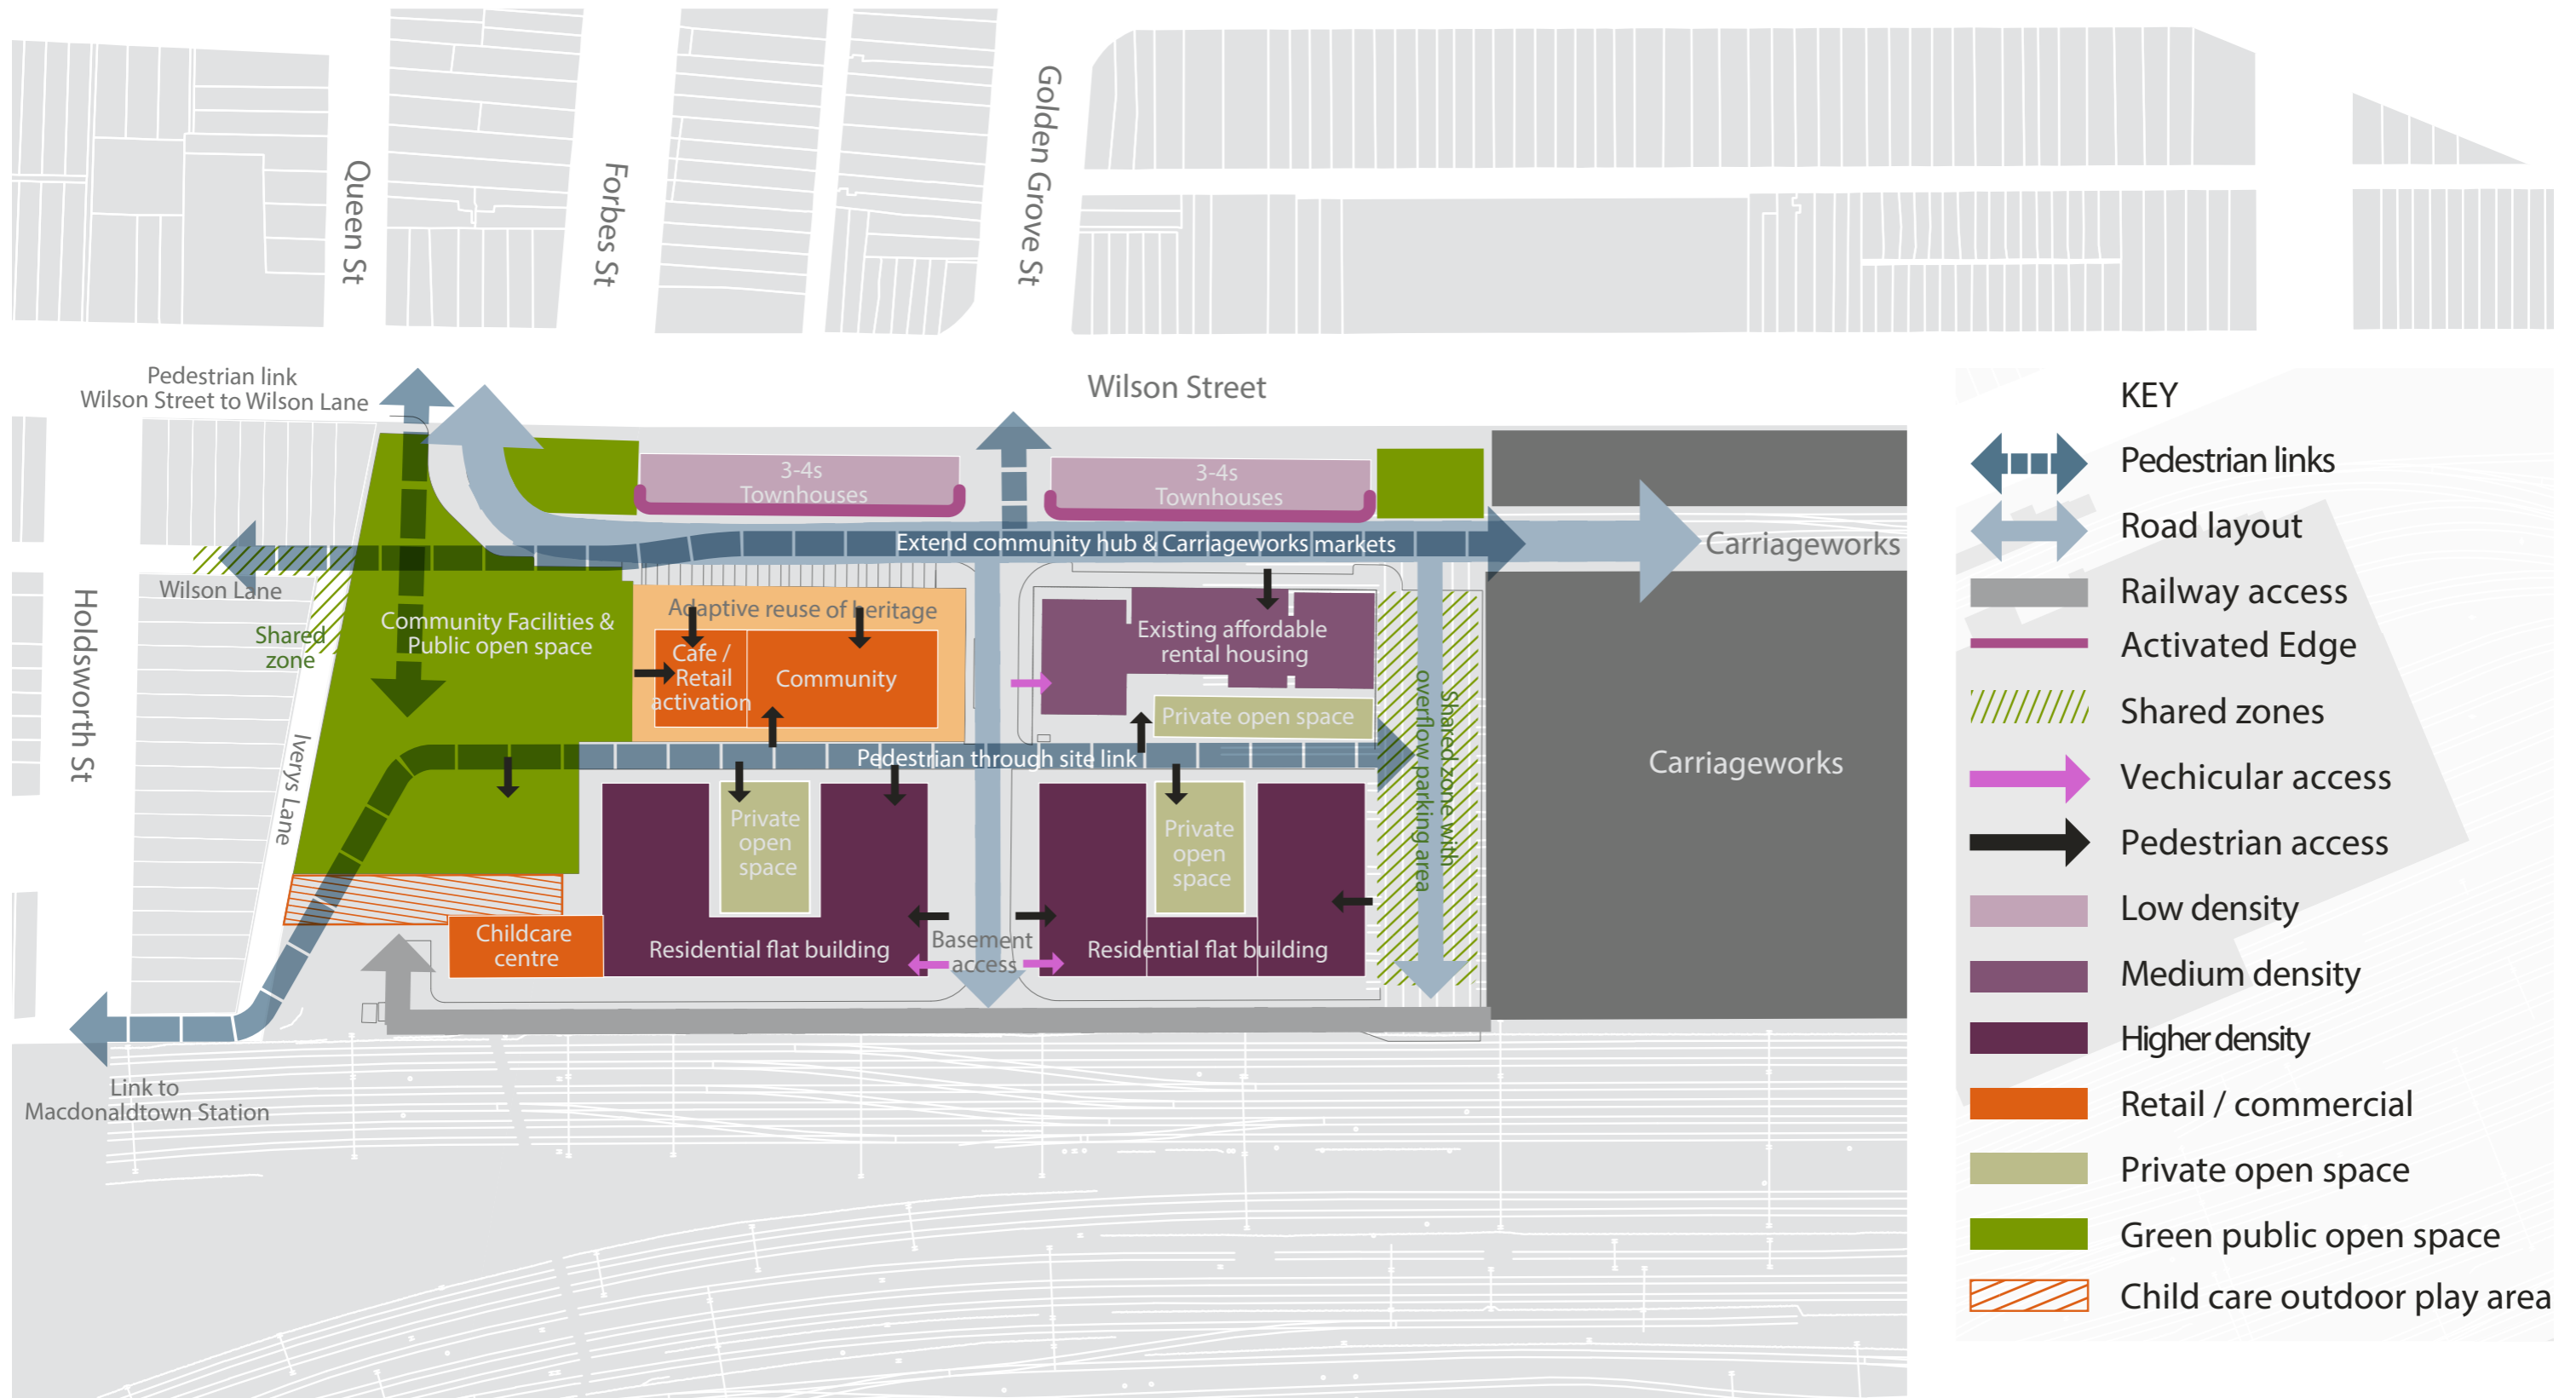 Queen St
Forbes St
Golden Grove St
Pedestrian link
Wilson Street to Wilson Lane
Wilson Street
3-4s
Townhouses
3-4s
Townhouses
Extend community hub & Carriageworks markets
Carriageworks
Wilson Lane
Holdsworth St
Shared
zone
Community Facilities &
Public open space
Adaptive reuse of heritage
Cafe /
Retail
activation
Community
Existing affordable
rental housing
Private open space
Shared zone with
overflow parking area
Iverys Lane
Pedestrian through site link
Carriageworks
Private
open
space
Private
open
space
Childcare
centre
Residential flat building
Basement
access
Residential flat building
Link to
Macdonaldtown Station
KEY
Pedestrian links
Road layout
Railway access
Activated Edge
Shared zones
Vechicular access
Pedestrian access
Low density
Medium density
Higher density
Retail / commercial
Private open space
Green public open space
Child care outdoor play area